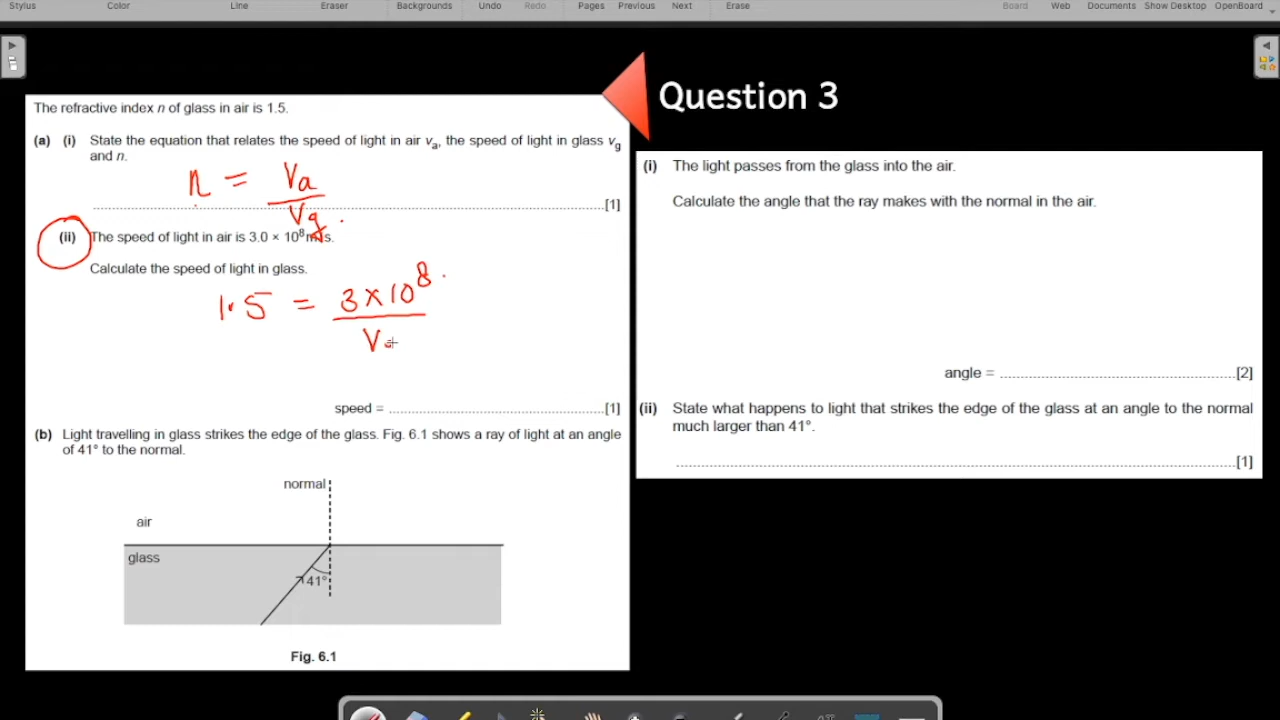 Stylus Color Line Eraser Backgrounds Undo Redo Pages Previous Next Erase Board Web Documents Show Desktop OpenBoard
Question 3
The refractive index n of glass in air is 1.5.
(a) (i) State the equation that relates the speed of light in air va, the speed of light in glass vg
and n.
n = Va
Vg
........................................[1]
(ii) The speed of light in air is 3.0 × 10⁸ m/s.
Calculate the speed of light in glass.
1.5 = 3×10⁸
V
speed = ........................................[1]
(b) Light travelling in glass strikes the edge of the glass. Fig. 6.1 shows a ray of light at an angle
of 41° to the normal.
normal
air
glass
41°
Fig. 6.1
(i) The light passes from the glass into the air.
Calculate the angle that the ray makes with the normal in the air.
angle = ........................................[2]
(ii) State what happens to light that strikes the edge of the glass at an angle to the normal
much larger than 41°.
........................................[1]